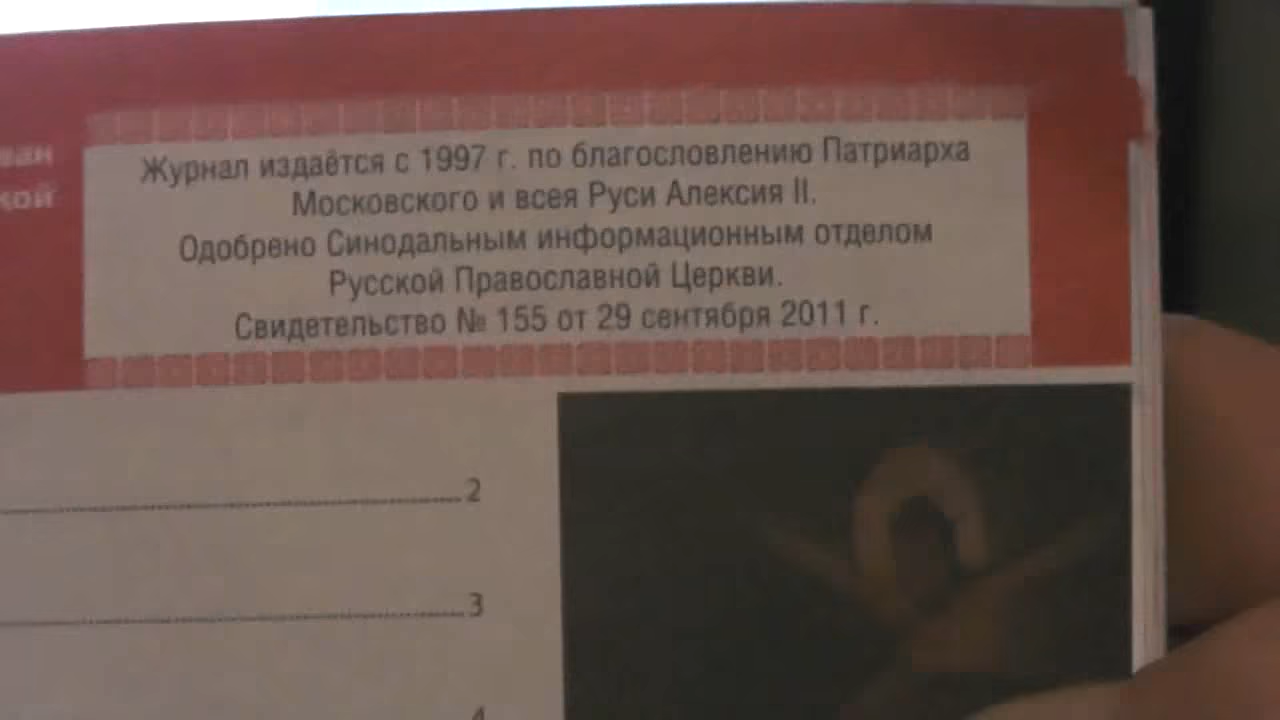 Журнал издаётся с 1997 г. по благословлению Патриарха
Московского и всея Руси Алексия II.
Одобрено Синодальным информационным отделом
Русской Православной Церкви.
Свидетельство № 155 от 29 сентября 2011 г.
2
3
4